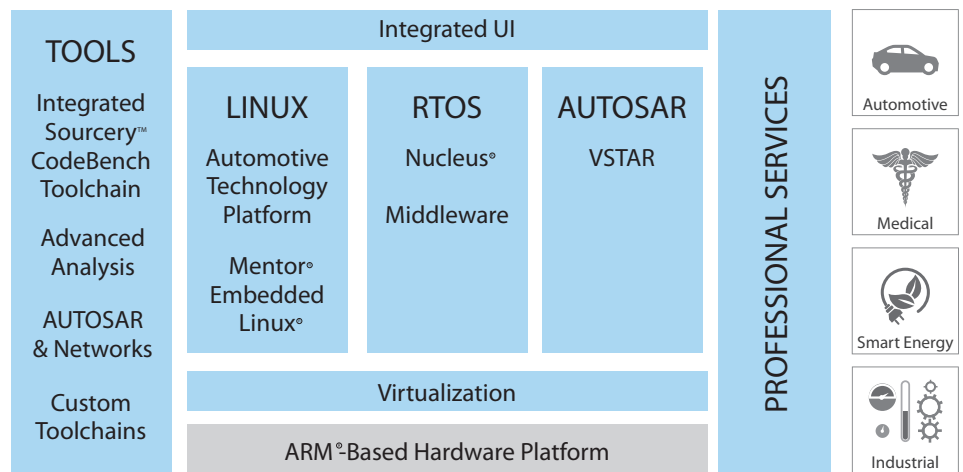 TOOLS
Integrated
Sourcery™
CodeBench
Toolchain
Advanced
Analysis
AUTOSAR
& Networks
Custom
Toolchains
Integrated UI
LINUX
Automotive
Technology
Platform
Mentor®
Embedded
Linux®
RTOS
Nucleus®
Middleware
AUTOSAR
VSTAR
Virtualization
ARM®-Based Hardware Platform
PROFESSIONAL SERVICES
Automotive
Medical
Smart Energy
Industrial